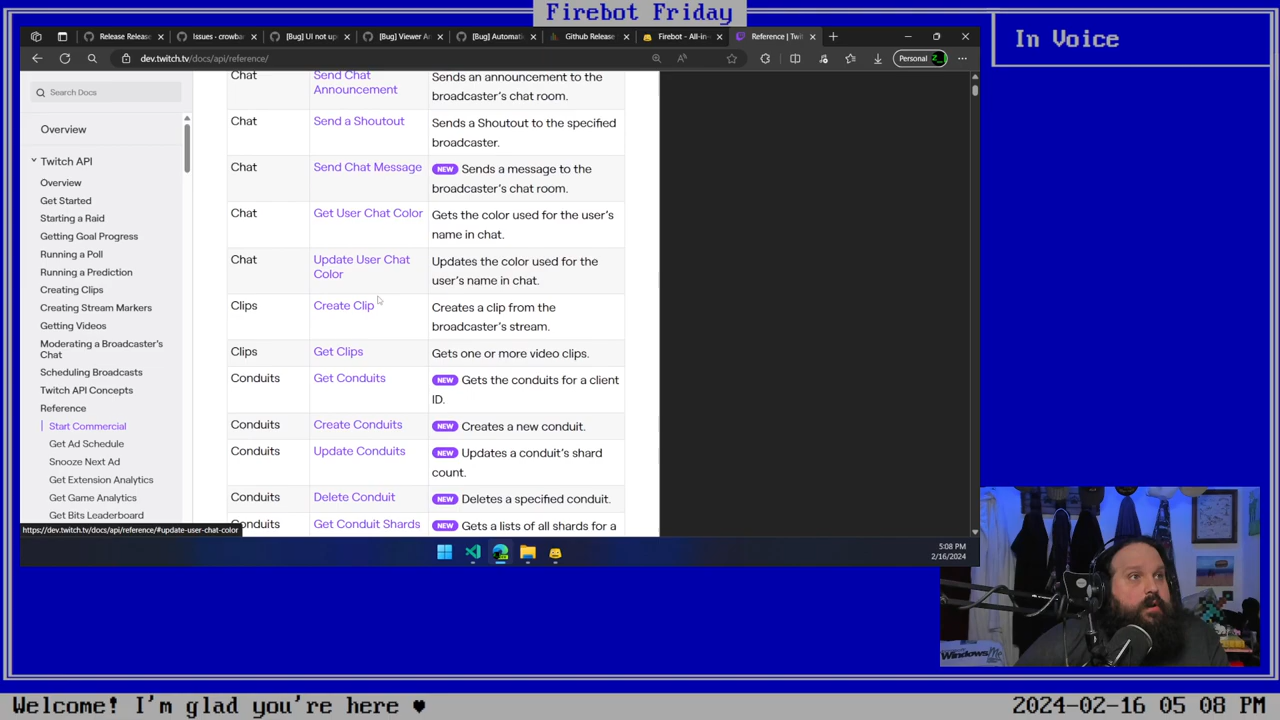 Firebot Friday
In Voice
Release Release
Issues · crowba
[Bug] UI not up
[Bug] Viewer A
[Bug] Automati
Github Release
Firebot - All-in-
Reference | Twi
dev.twitch.tv/docs/api/reference/
Personal
Search Docs
Overview
Twitch API
Overview
Get Started
Starting a Raid
Getting Goal Progress
Running a Poll
Running a Prediction
Creating Clips
Creating Stream Markers
Getting Videos
Moderating a Broadcaster's
Chat
Scheduling Broadcasts
Twitch API Concepts
Reference
Start Commercial
Get Ad Schedule
Snooze Next Ad
Get Extension Analytics
Get Game Analytics
Get Bits Leaderboard
https://dev.twitch.tv/docs/api/reference/#update-user-chat-color
Chat Send Chat Sends an announcement to the
Announcement broadcaster's chat room.
Chat Send a Shoutout Sends a Shoutout to the specified
broadcaster.
Chat Send Chat Message NEW Sends a message to the
broadcaster's chat room.
Chat Get User Chat Color Gets the color used for the user's
name in chat.
Chat Update User Chat Updates the color used for the
Color user's name in chat.
Clips Create Clip Creates a clip from the
broadcaster's stream.
Clips Get Clips Gets one or more video clips.
Conduits Get Conduits NEW Gets the conduits for a client
ID.
Conduits Create Conduits NEW Creates a new conduit.
Conduits Update Conduits NEW Updates a conduit's shard
count.
Conduits Delete Conduit NEW Deletes a specified conduit.
Conduits Get Conduit Shards NEW Gets a lists of all shards for a
5:08 PM
2/16/2024
Welcome! I'm glad you're here ♥
2024-02-16 05 08 PM